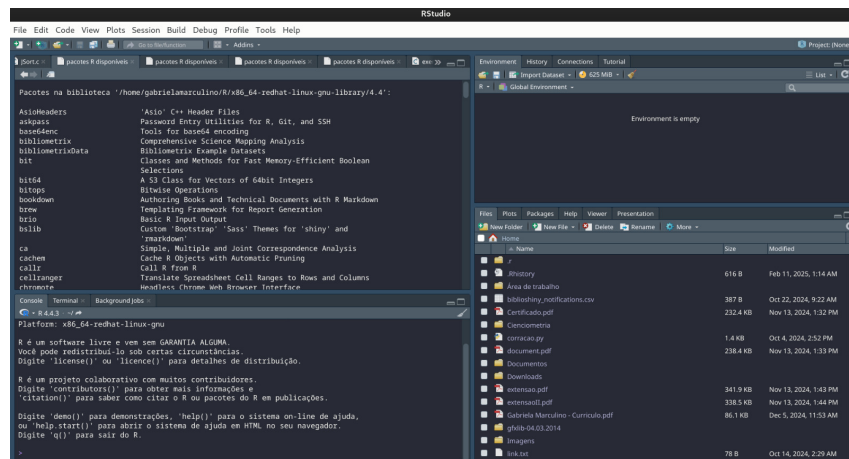 RStudio
File Edit Code View Plots Session Build Debug Profile Tools Help
Go to file/function Addins Project: (None
JSort.c pacotes R disponíveis pacotes R disponíveis pacotes R disponíveis pacotes R disponíveis
Pacotes na biblioteca '/home/gabrielamarculino/R/x86_64-redhat-linux-gnu-library/4.4':
AsioHeaders 'Asio' C++ Header Files
askpass Password Entry Utilities for R, Git, and SSH
base64enc Tools for base64 encoding
bibliometrix Comprehensive Science Mapping Analysis
bibliometrixData Bibliometrix Example Datasets
bit Classes and Methods for Fast Memory-Efficient Boolean
Selections
bit64 A S3 Class for Vectors of 64bit Integers
bitops Bitwise Operations
bookdown Authoring Books and Technical Documents with R Markdown
brew Templating Framework for Report Generation
brio Basic R Input Output
bslib Custom 'Bootstrap' 'Sass' Themes for 'shiny' and
'rmarkdown'
ca Simple, Multiple and Joint Correspondence Analysis
cachem Cache R Objects with Automatic Pruning
callr Call R from R
cellranger Translate Spreadsheet Cell Ranges to Rows and Columns
chromote Headless Chrome Web Browser Interface
Console Terminal Background Jobs
R 4.4.3 · ~/
Platform: x86_64-redhat-linux-gnu
R é um software livre e vem sem GARANTIA ALGUMA.
Você pode redistribuí-lo sob certas circunstâncias.
Digite 'license()' ou 'licence()' para detalhes de distribuição.
R é um projeto colaborativo com muitos contribuidores.
Digite 'contributors()' para obter mais informações e
'citation()' para saber como citar o R ou pacotes do R em publicações.
Digite 'demo()' para demonstrações, 'help()' para o sistema on-line de ajuda,
ou 'help.start()' para abrir o sistema de ajuda em HTML no seu navegador.
Digite 'q()' para sair do R.
>
Environment History Connections Tutorial
Import Dataset 625 MiB List
R Global Environment
Environment is empty
Files Plots Packages Help Viewer Presentation
New Folder New File Delete Rename More
Home
Name Size Modified
.r
.Rhistory 616 B Feb 11, 2025, 1:14 AM
Área de trabalho
biblioshiny_notifications.csv 387 B Oct 22, 2024, 9:22 AM
Certificado.pdf 232.4 KB Nov 13, 2024, 1:32 PM
Cienciometria
corracao.py 1.4 KB Oct 4, 2024, 2:52 PM
document.pdf 238.4 KB Nov 13, 2024, 1:33 PM
Documentos
Downloads
extensao.pdf 341.9 KB Nov 13, 2024, 1:43 PM
extensaoII.pdf 338.5 KB Nov 13, 2024, 1:44 PM
Gabriela Marculino - Curriculo.pdf 86.1 KB Dec 5, 2024, 11:53 AM
gfxlib-04.03.2014
Imagens
link.txt 78 B Oct 14, 2024, 2:29 AM